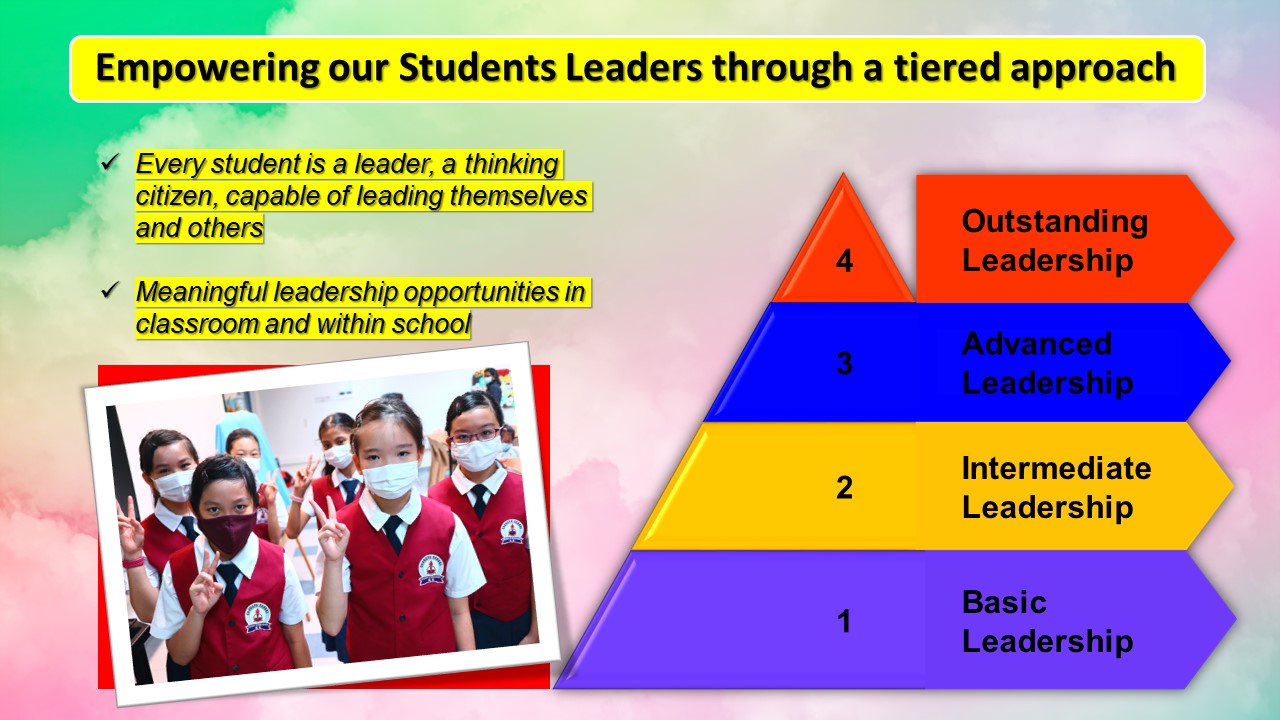 Empowering our Students Leaders through a tiered approach
✓ Every student is a leader, a thinking
citizen, capable of leading themselves
and others
✓ Meaningful leadership opportunities in
classroom and within school
4
Outstanding
Leadership
3
Advanced
Leadership
2
Intermediate
Leadership
1
Basic
Leadership